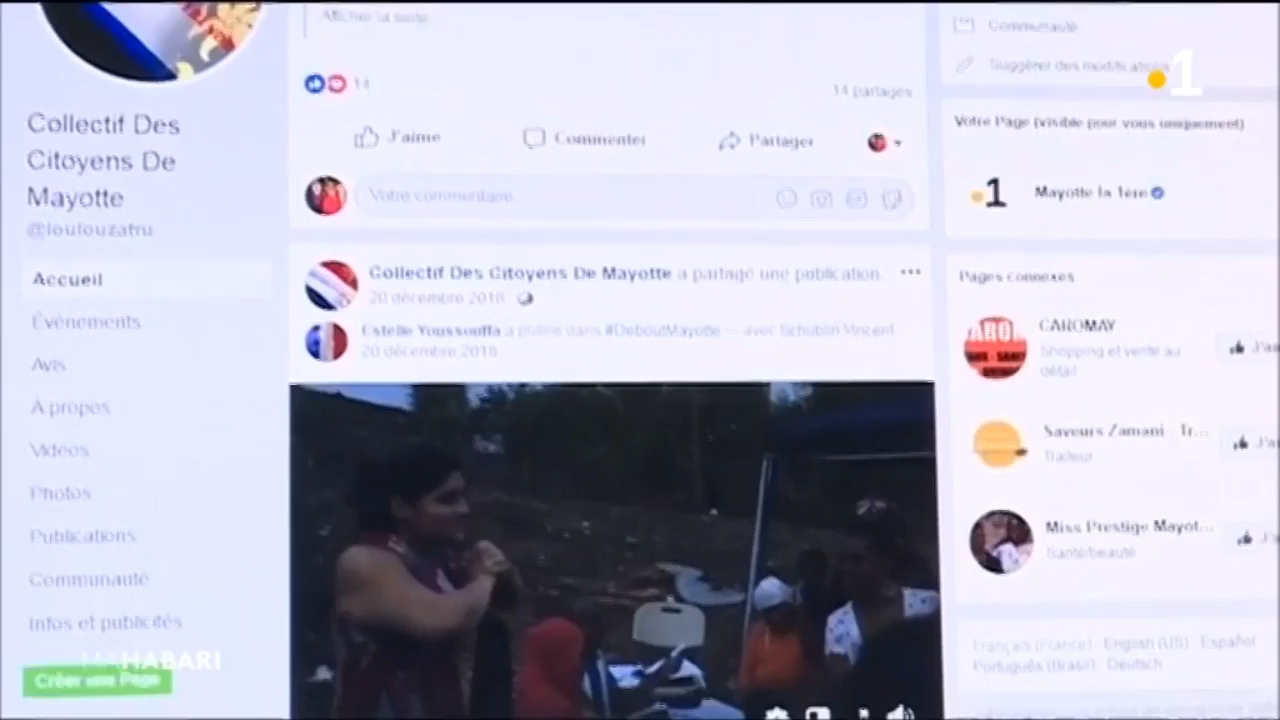 Collectif Des
Citoyens De
Mayotte
@loulouzatru
Accueil
Événements
Avis
À propos
Vidéos
Photos
Publications
Communauté
Infos et publicités
Créer une Page
HABARI
Afficher la suite
14
14 partages
J'aime
Commenter
Partager
Votre commentaire
Collectif Des Citoyens De Mayotte a partagé une publication.
20 décembre 2018
Estelle Youssouffa a publié dans #DeboutMayotte — avec Schublin Vincent
20 décembre 2018
Communauté
Suggérer des modifications
1
Votre Page (visible pour vous uniquement)
1
Mayotte la 1ère
Pages connexes
CAROMAY
Shopping et vente au
détail
Saveurs Zamani - Tr...
Traiteur
Miss Prestige Mayot...
Santé/beauté
Français (France) · English (US) · Español
Português (Brasil) · Deutsch